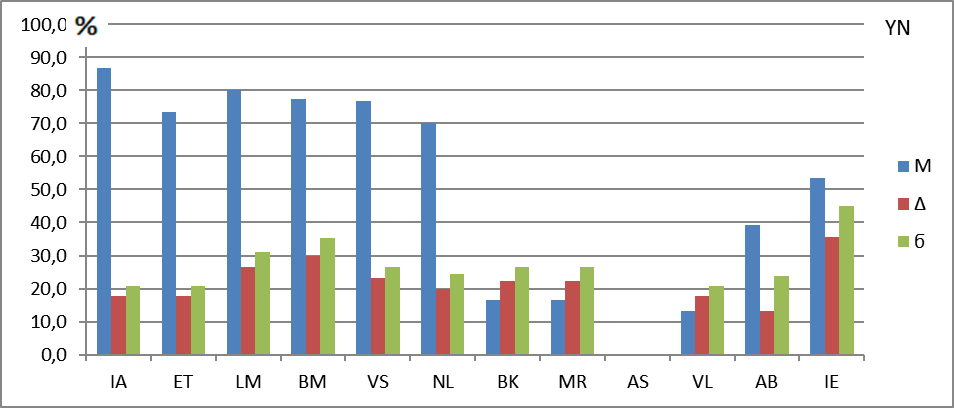 100,0 % YN
90,0
80,0
70,0
60,0
50,0
40,0
30,0
20,0
10,0
0,0
IA ET LM BM VS NL BK MR AS VL AB IE
М
Δ
б